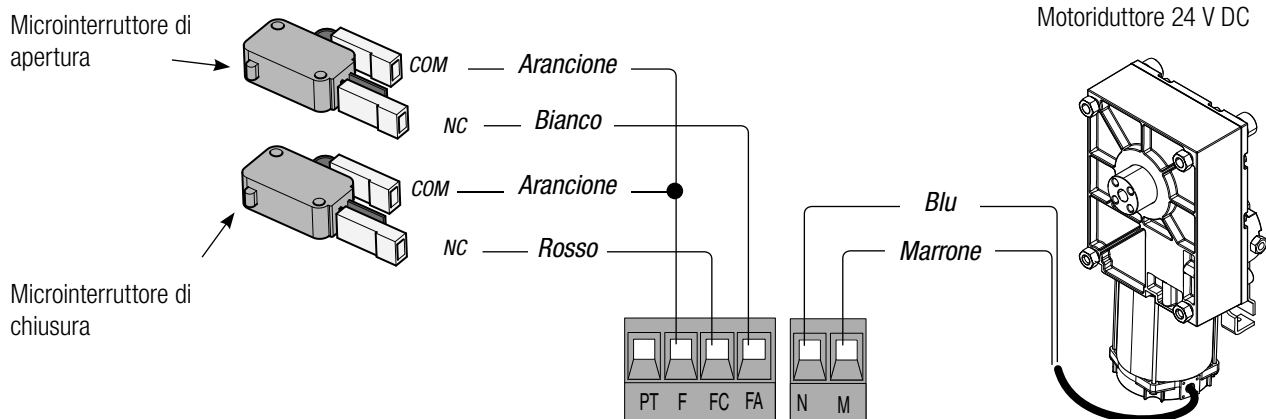 Microinterruttore di
apertura
Motoriduttore 24 V DC
COM
Arancione
NC
Bianco
COM
Arancione
NC
Rosso
Blu
Marrone
Microinterruttore di
chiusura
PT F FC FA N M